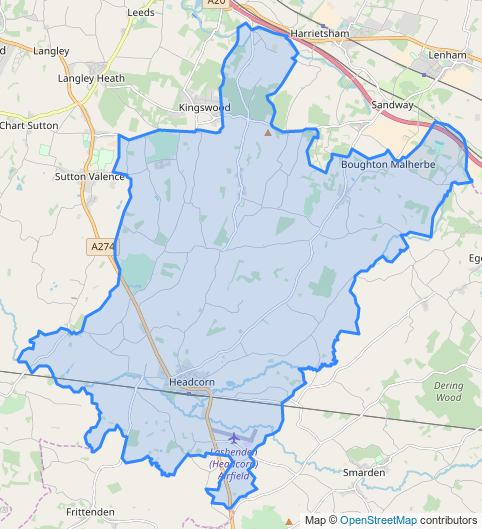 A20
Leeds
Harrietsham
Langley
Lenham
Langley Heath
Kingswood
Sandway
Chart Sutton
Boughton Malherbe
Sutton Valence
A274
Headcorn
Dering
Wood
Lashenden
(Headcorn)
Airfield
Smarden
Frittenden
Map © OpenStreetMap contributors